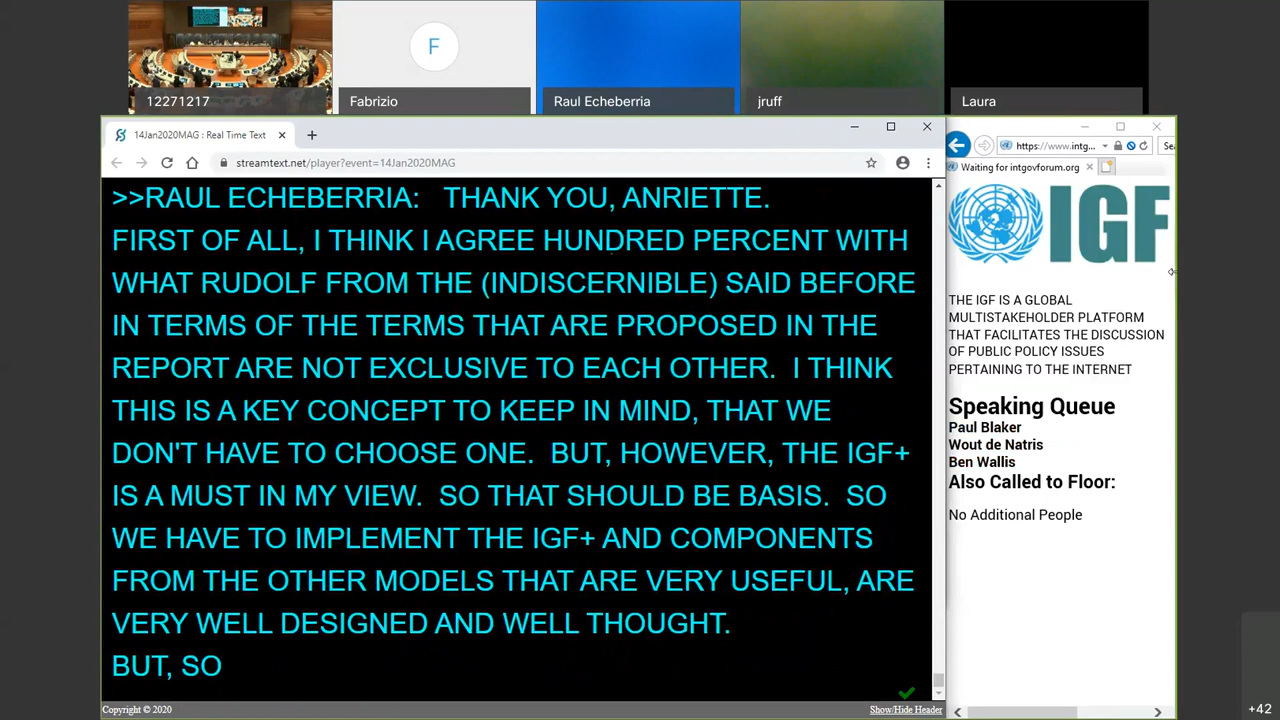 12271217
F
Fabrizio
Raul Echeberria
jruff
Laura
14Jan2020MAG : Real Time Text
streamtext.net/player?event=14Jan2020MAG
>>RAUL ECHEBERRIA: THANK YOU, ANRIETTE.
FIRST OF ALL, I THINK I AGREE HUNDRED PERCENT WITH
WHAT RUDOLF FROM THE (INDISCERNIBLE) SAID BEFORE
IN TERMS OF THE TERMS THAT ARE PROPOSED IN THE
REPORT ARE NOT EXCLUSIVE TO EACH OTHER. I THINK
THIS IS A KEY CONCEPT TO KEEP IN MIND, THAT WE
DON'T HAVE TO CHOOSE ONE. BUT, HOWEVER, THE IGF+
IS A MUST IN MY VIEW. SO THAT SHOULD BE BASIS. SO
WE HAVE TO IMPLEMENT THE IGF+ AND COMPONENTS
FROM THE OTHER MODELS THAT ARE VERY USEFUL, ARE
VERY WELL DESIGNED AND WELL THOUGHT.
BUT, SO
Copyright © 2020
Show/Hide Header
https://www.intg...
Sea
Waiting for intgovforum.org
IGF
THE IGF IS A GLOBAL
MULTISTAKEHOLDER PLATFORM
THAT FACILITATES THE DISCUSSION
OF PUBLIC POLICY ISSUES
PERTAINING TO THE INTERNET
Speaking Queue
Paul Blaker
Wout de Natris
Ben Wallis
Also Called to Floor:
No Additional People
+42